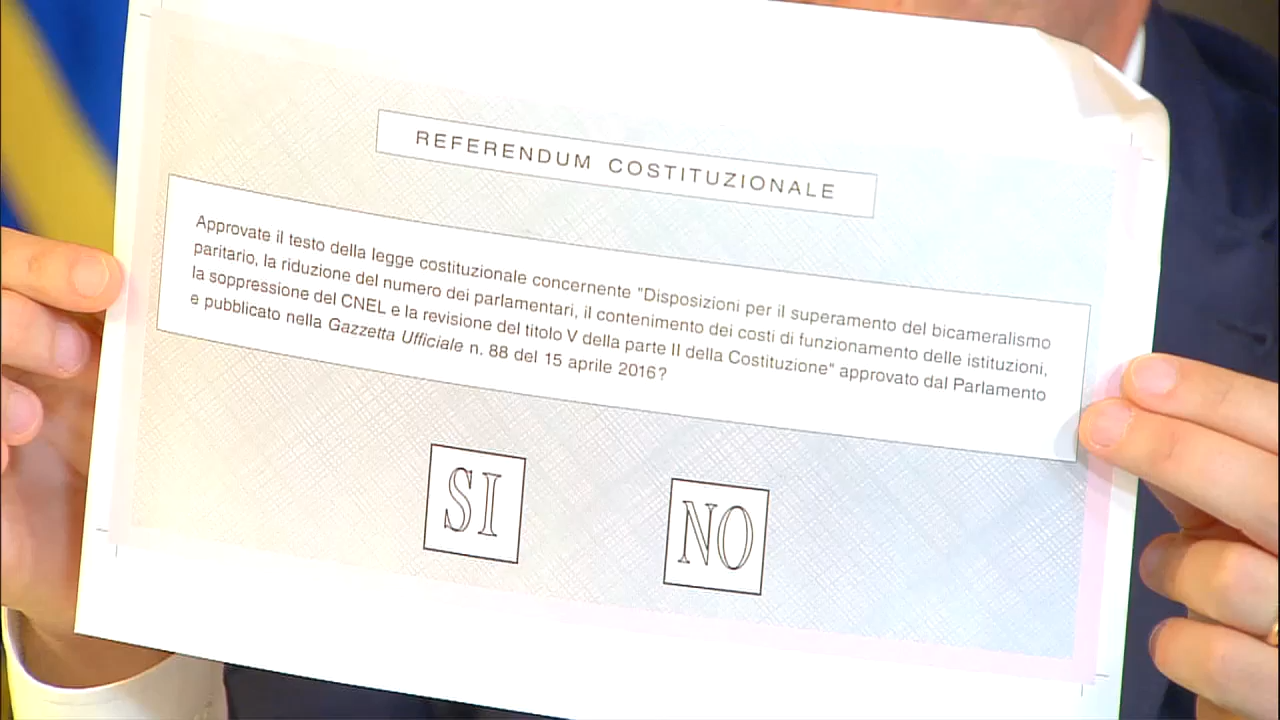 REFERENDUM COSTITUZIONALE
Approvate il testo della legge costituzionale concernente "Disposizioni per il superamento del bicameralismo
paritario, la riduzione del numero dei parlamentari, il contenimento dei costi di funzionamento delle istituzioni,
la soppressione del CNEL e la revisione del titolo V della parte II della Costituzione" approvato dal Parlamento
e pubblicato nella Gazzetta Ufficiale n. 88 del 15 aprile 2016?
SI NO